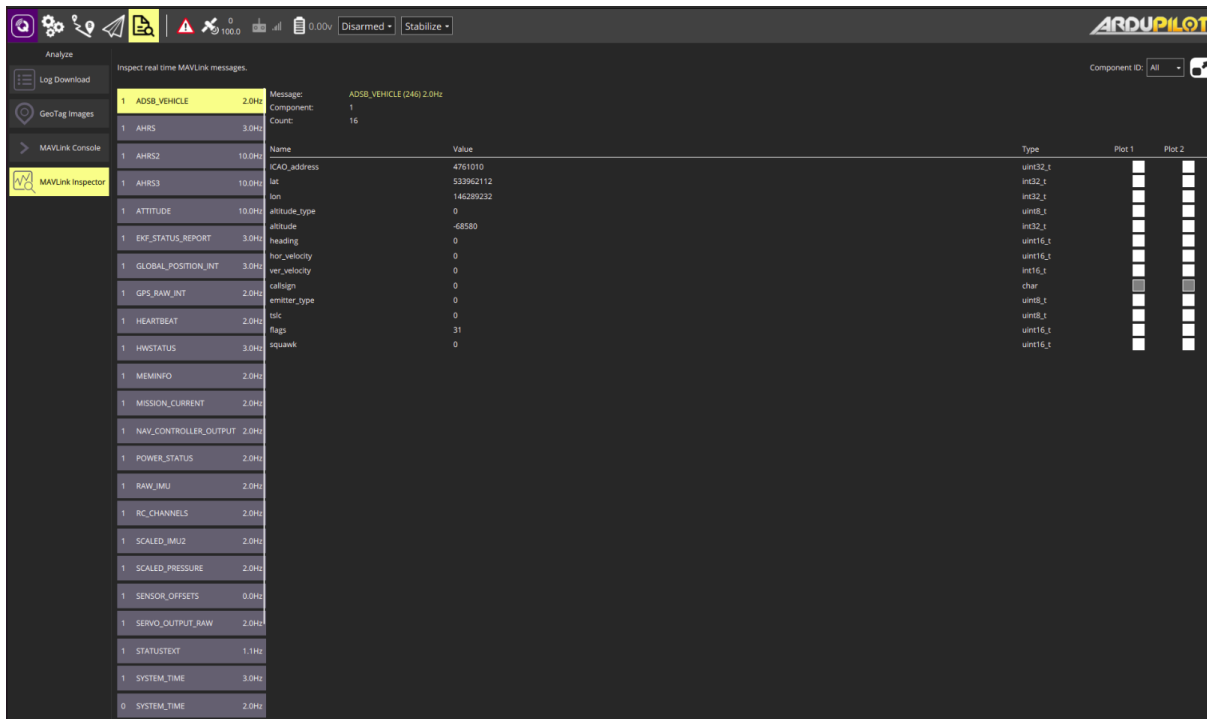 0
100.0
0.00v
Disarmed
Stabilize
ARDUPILOT
Analyze
Log Download
GeoTag Images
MAVLink Console
MAVLink Inspector
Inspect real time MAVLink messages.
Component ID: All
1 ADSB_VEHICLE 2.0Hz
1 AHRS 3.0Hz
1 AHRS2 10.0Hz
1 AHRS3 10.0Hz
1 ATTITUDE 10.0Hz
1 EKF_STATUS_REPORT 3.0Hz
1 GLOBAL_POSITION_INT 3.0Hz
1 GPS_RAW_INT 2.0Hz
1 HEARTBEAT 2.0Hz
1 HWSTATUS 3.0Hz
1 MEMINFO 2.0Hz
1 MISSION_CURRENT 2.0Hz
1 NAV_CONTROLLER_OUTPUT 2.0Hz
1 POWER_STATUS 2.0Hz
1 RAW_IMU 2.0Hz
1 RC_CHANNELS 2.0Hz
1 SCALED_IMU2 2.0Hz
1 SCALED_PRESSURE 2.0Hz
1 SENSOR_OFFSETS 0.0Hz
1 SERVO_OUTPUT_RAW 2.0Hz
1 STATUSTEXT 1.1Hz
1 SYSTEM_TIME 3.0Hz
0 SYSTEM_TIME 2.0Hz
Message: ADSB_VEHICLE (246) 2.0Hz
Component: 1
Count: 16
Name Value Type Plot 1 Plot 2
ICAO_address 4761010 uint32_t
lat 533962112 int32_t
lon 146289232 int32_t
altitude_type 0 uint8_t
altitude -68580 int32_t
heading 0 uint16_t
hor_velocity 0 uint16_t
ver_velocity 0 int16_t
callsign 0 char
emitter_type 0 uint8_t
tslc 0 uint8_t
flags 31 uint16_t
squawk 0 uint16_t